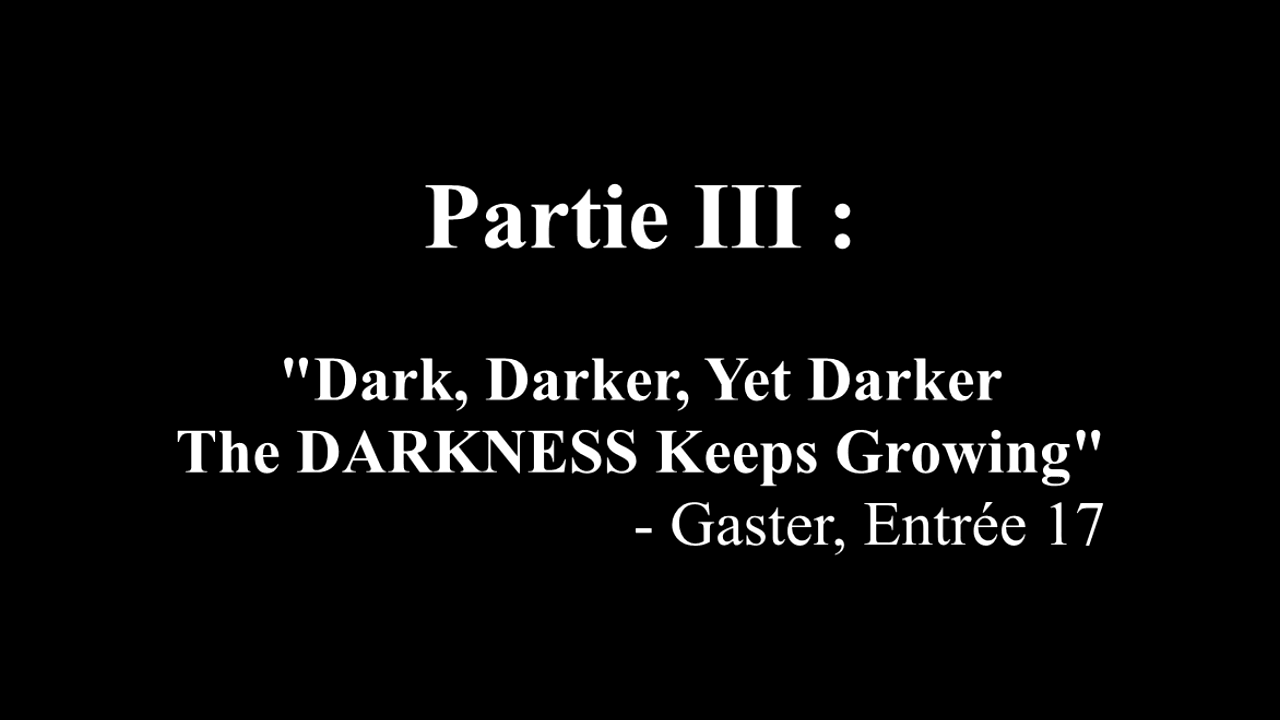 Partie III :
"Dark, Darker, Yet Darker
The DARKNESS Keeps Growing"
- Gaster, Entrée 17